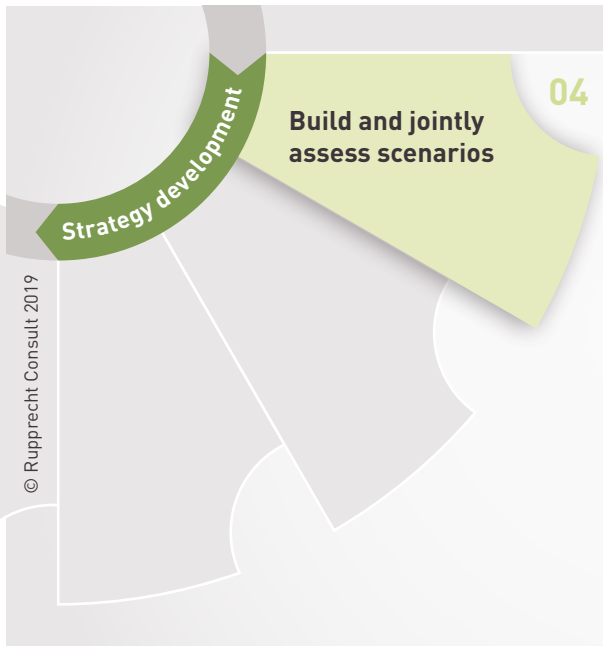 04
Build and jointly
assess scenarios
Strategy development
© Rupprecht Consult 2019